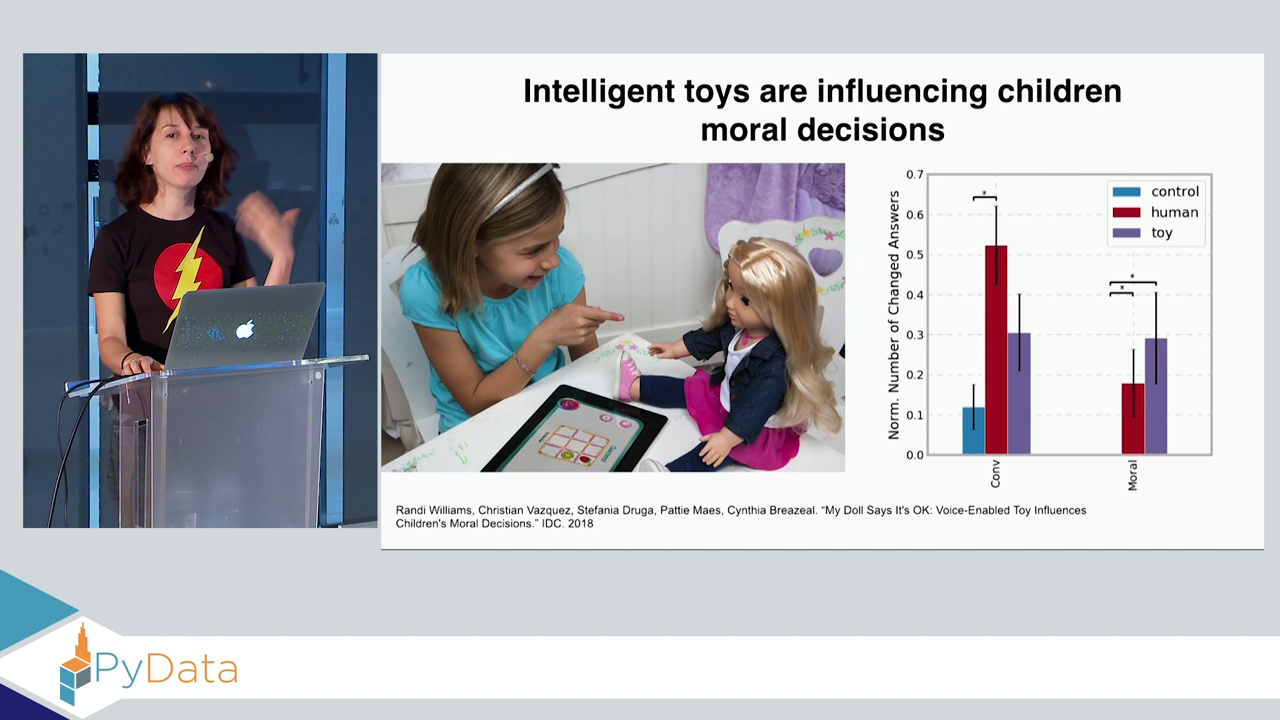 Intelligent toys are influencing children
moral decisions
0.7
0.6
0.5
0.4
0.3
0.2
0.1
0.0
Norm. Number of Changed Answers
control
human
toy
*
*
*
Conv
Moral
Randi Williams, Christian Vazquez, Stefania Druga, Pattie Maes, Cynthia Breazeal. “My Doll Says It's OK: Voice-Enabled Toy Influences
Children's Moral Decisions.” IDC. 2018
PyData